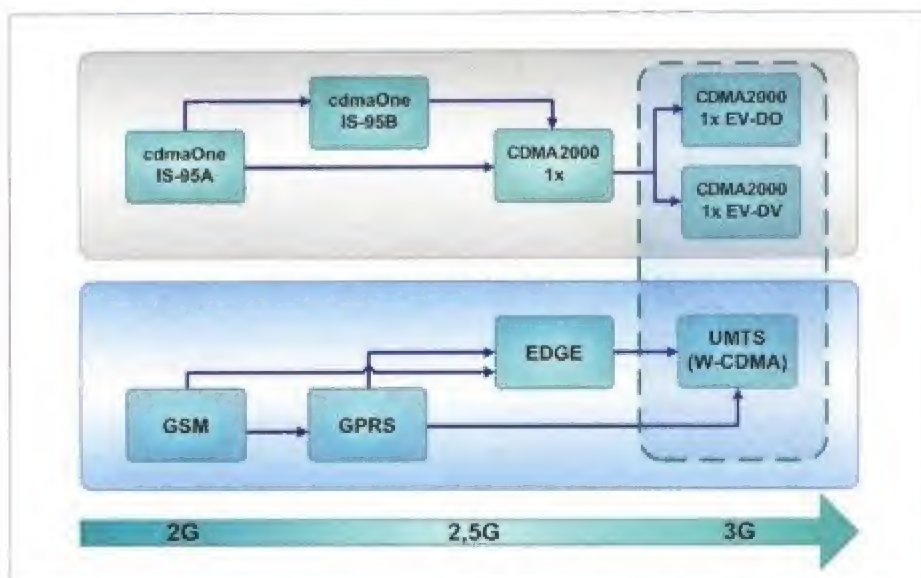 cdmaOne
IS-95B
CDMA2000
1x EV-DO
cdmaOne
IS-95A
CDMA2000
1x
CDMA2000
1x EV-DV
EDGE
UMTS
(W-CDMA)
GSM
GPRS
2G
2,5G
3G